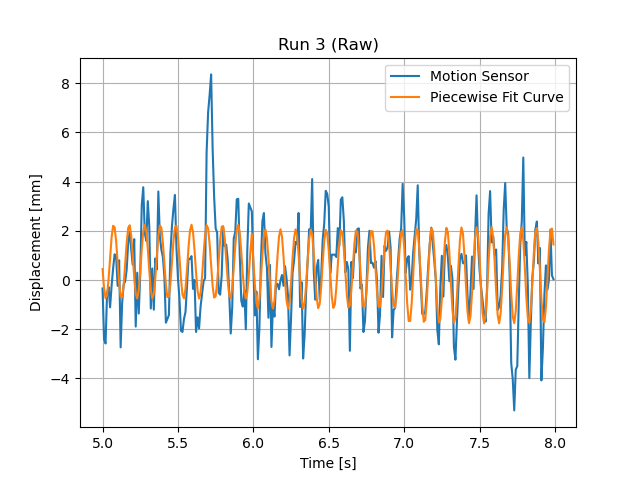 Run 3 (Raw)
Motion Sensor
Piecewise Fit Curve
Displacement [mm]
8
6
4
2
0
−2
−4
5.0 5.5 6.0 6.5 7.0 7.5 8.0
Time [s]